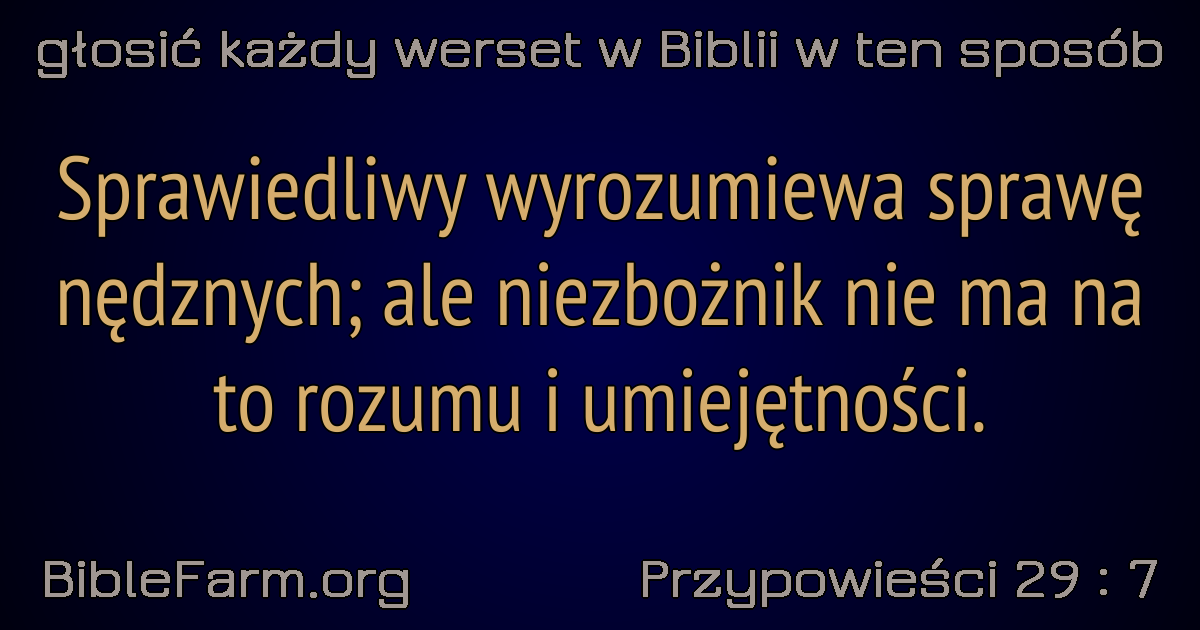 głosić każdy werset w Biblii w ten sposób
Sprawiedliwy wyrozumiewa sprawę
nędznych; ale niezbożnik nie ma na
to rozumu i umiejętności.
BibleFarm.org
Przypowieści 29 : 7